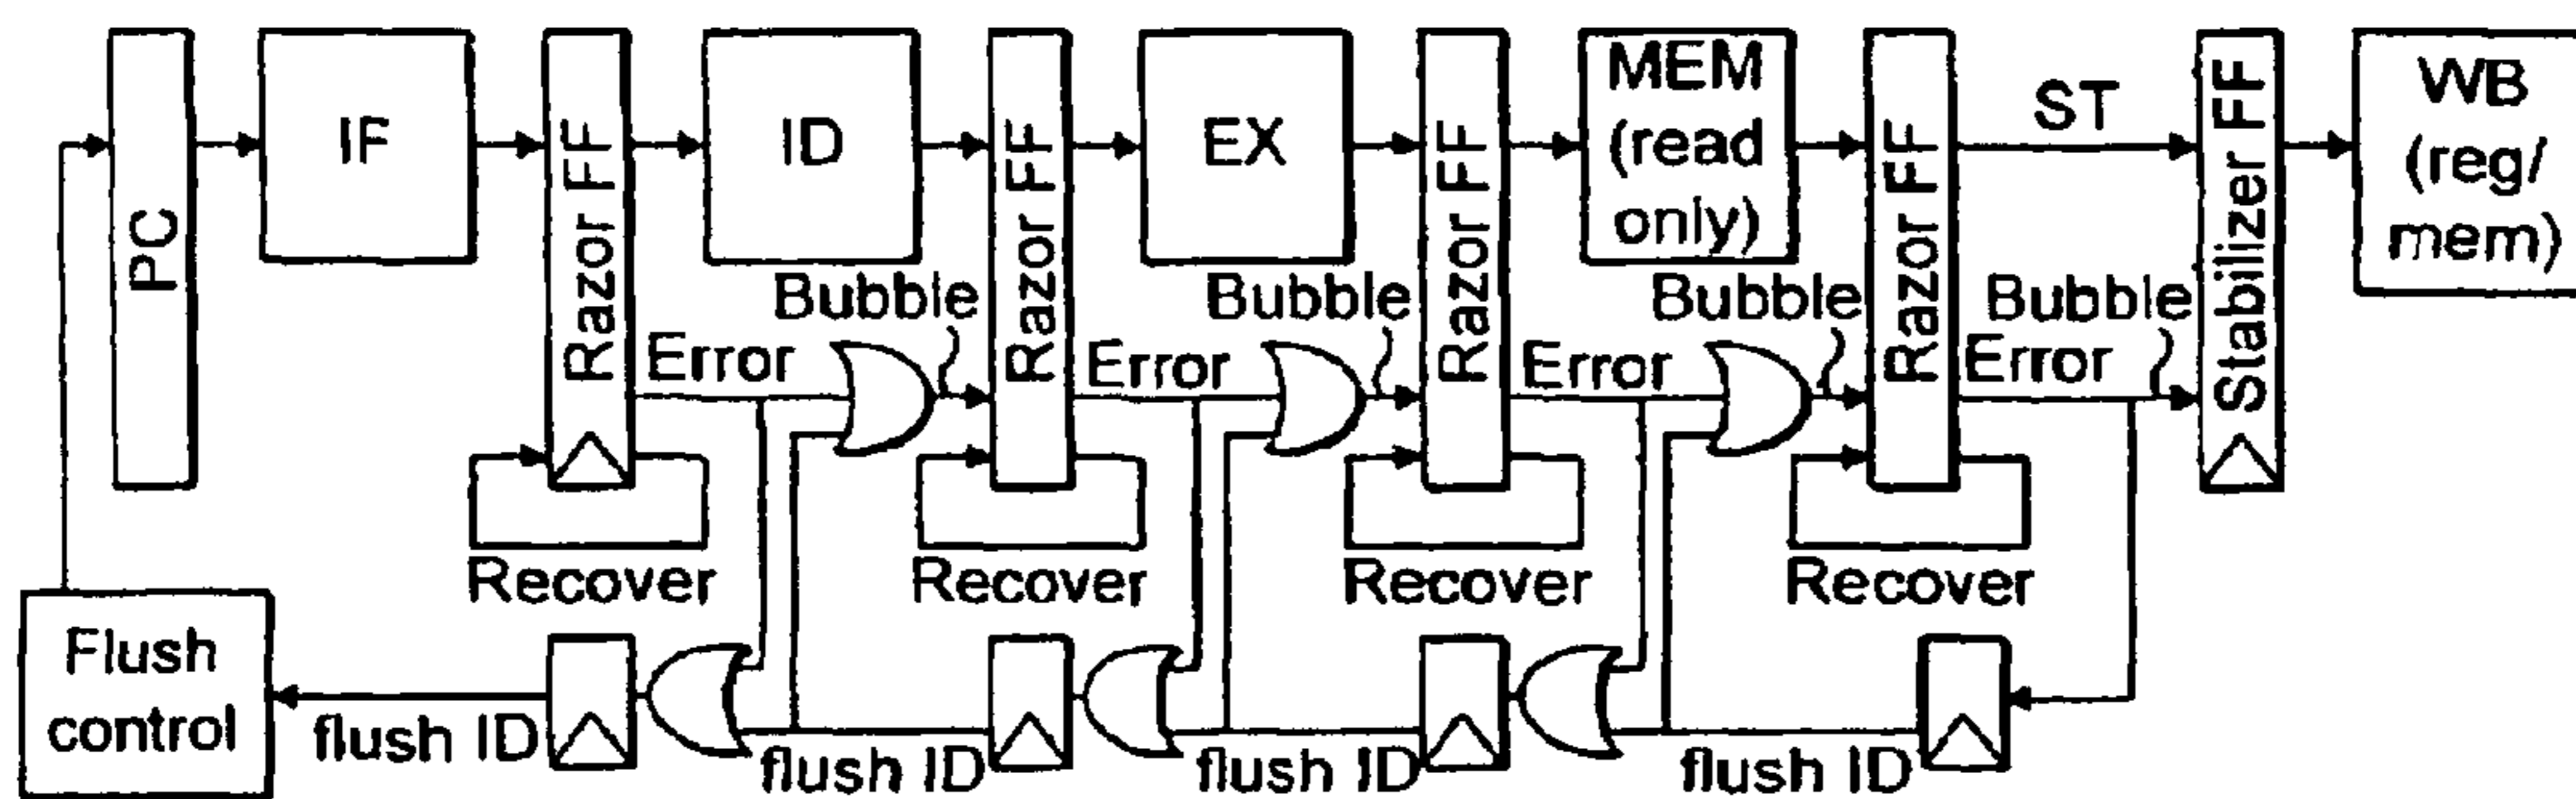 PC
IF
Razor FF
ID
Razor FF
EX
Razor FF
MEM
(read
only)
Razor FF
ST
Stabilizer FF
WB
(reg/
mem)
Bubble
Bubble
Bubble
Bubble
Error
Error
Error
Error
Recover
Recover
Recover
Recover
Flush
control
flush ID
flush ID
flush ID
flush ID